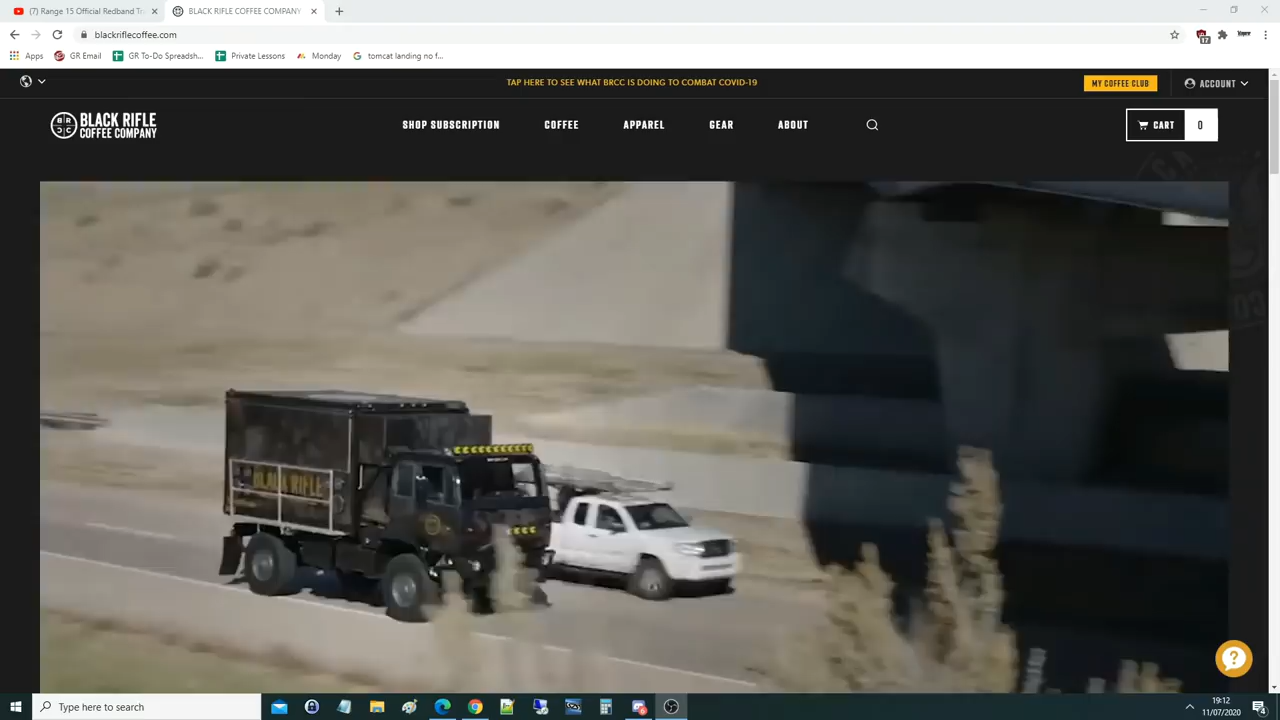 (7) Range 15 Official Redband Tr
BLACK RIFLE COFFEE COMPANY
blackriflecoffee.com
17
Apps
GR Email
GR To-Do Spreadsh...
Private Lessons
Monday
tomcat landing no f...
TAP HERE TO SEE WHAT BRCC IS DOING TO COMBAT COVID-19
MY COFFEE CLUB
ACCOUNT
BLACK RIFLE
COFFEE COMPANY
SHOP SUBSCRIPTION
COFFEE
APPAREL
GEAR
ABOUT
CART
0
BLACK RIFLE
?
Type here to search
19:12
11/07/2020
4